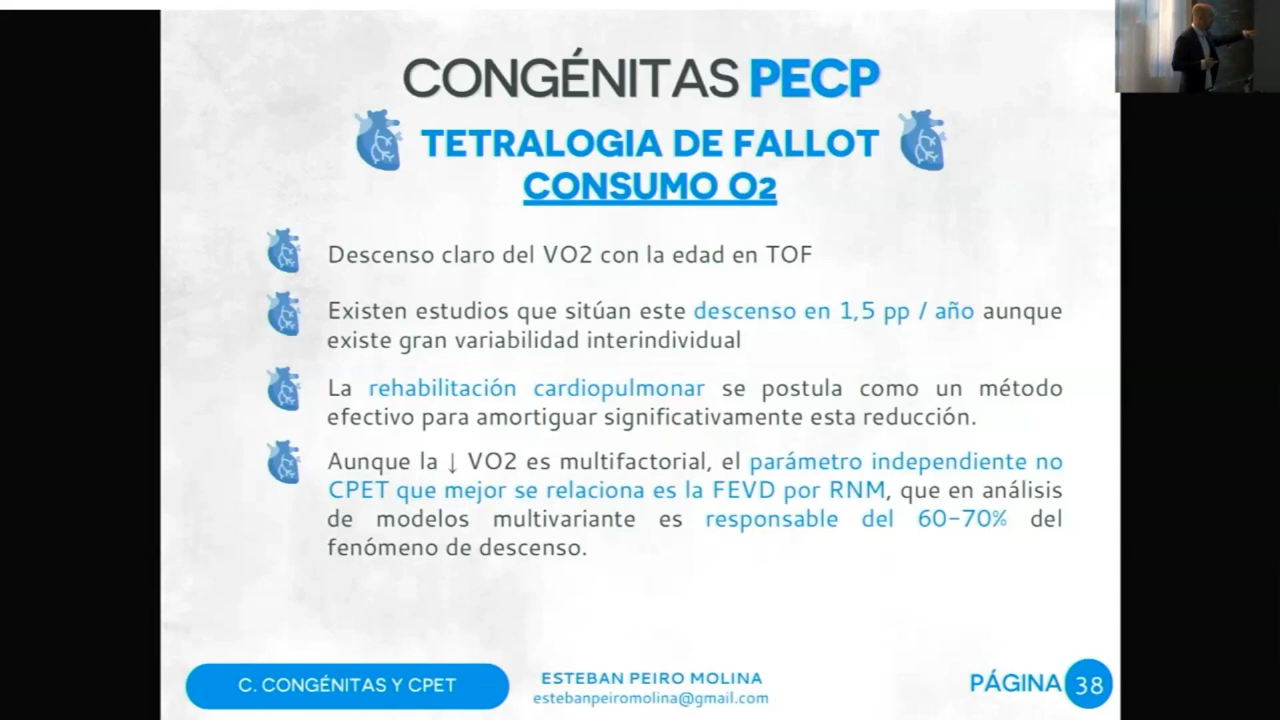 CONGÉNITAS PECP
TETRALOGIA DE FALLOT
CONSUMO O2
Descenso claro del VO2 con la edad en TOF
Existen estudios que sitúan este descenso en 1,5 pp / año aunque
existe gran variabilidad interindividual
La rehabilitación cardiopulmonar se postula como un método
efectivo para amortiguar significativamente esta reducción.
Aunque la ↓ VO2 es multifactorial, el parámetro independiente no
CPET que mejor se relaciona es la FEVD por RNM, que en análisis
de modelos multivariante es responsable del 60-70% del
fenómeno de descenso.
C. CONGÉNITAS Y CPET
ESTEBAN PEIRO MOLINA
estebanpeiromolina@gmail.com
PÁGINA 38